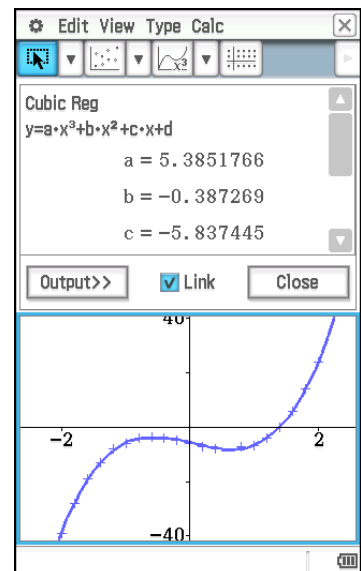 Edit View Type Calc
Cubic Reg
y=a·x³+b·x²+c·x+d
a = 5.3851766
b = −0.387269
c = −5.837445
Output>> Link Close
40
−2 2
−40